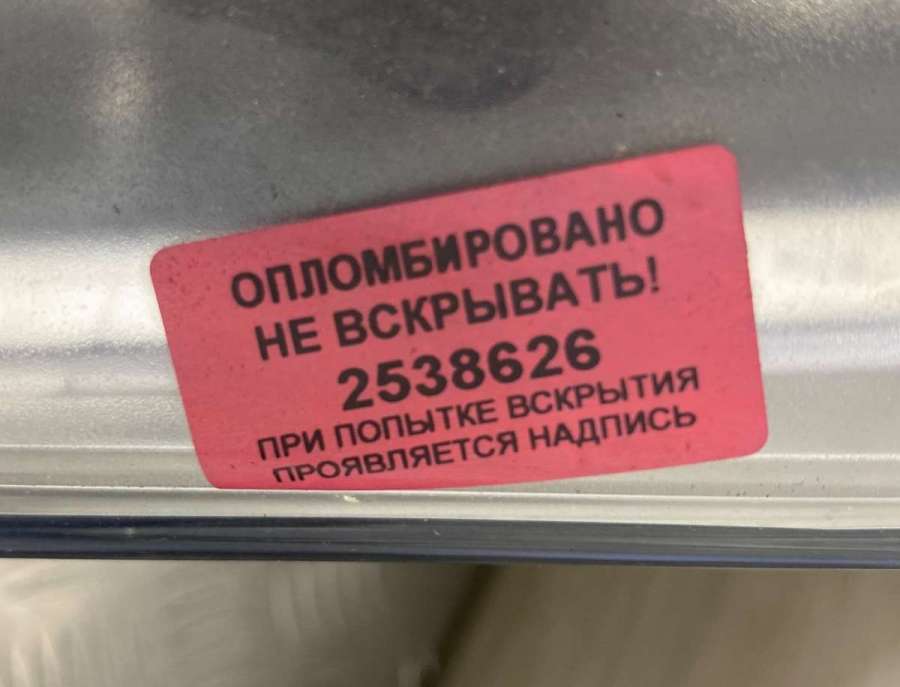 ОПЛОМБИРОВАНО
НЕ ВСКРЫВАТЬ!
2538626
ПРИ ПОПЫТКЕ ВСКРЫТИЯ
ПРОЯВЛЯЕТСЯ НАДПИСЬ